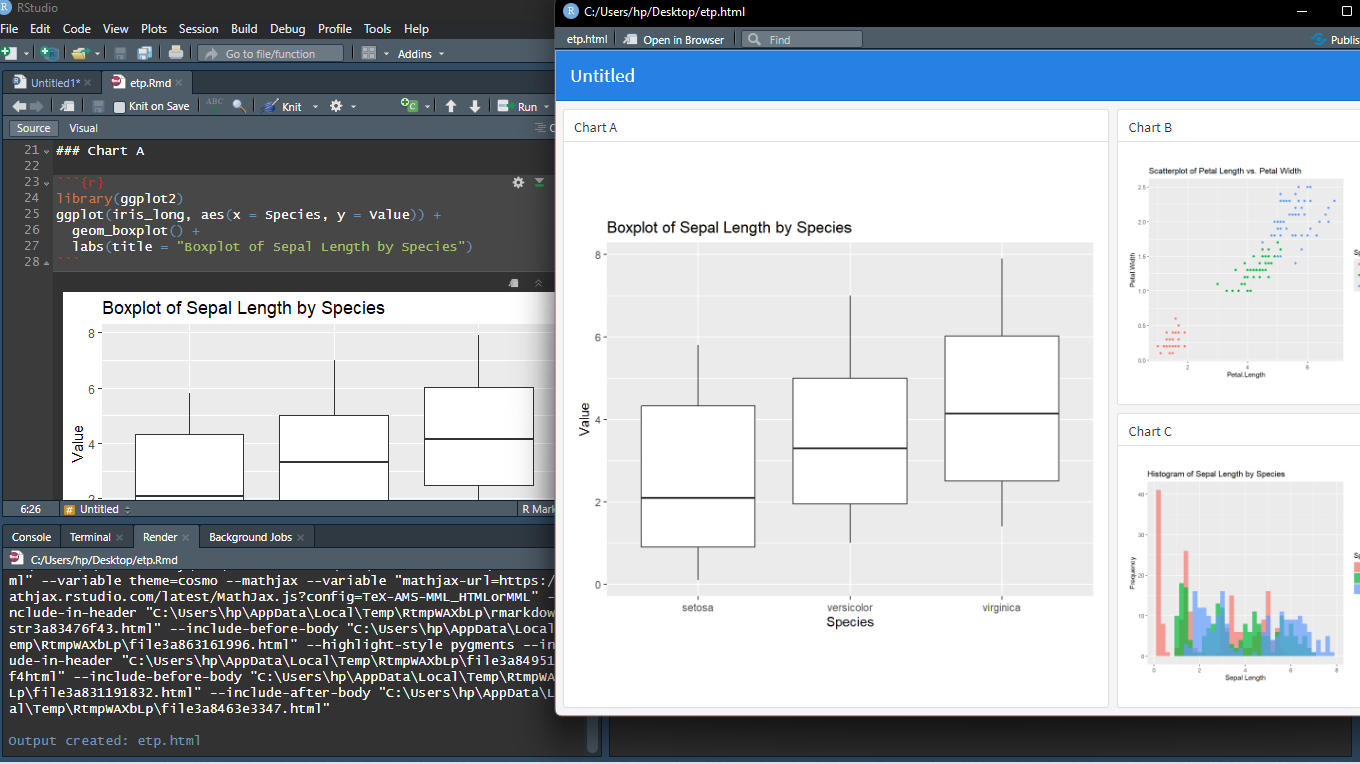 RStudio
File Edit Code View Plots Session Build Debug Profile Tools Help
Go to file/function Addins
Untitled1* etp.Rmd
Knit on Save ABC Knit Run
Source Visual
21 ### Chart A
22
23 ```{r}
24 library(ggplot2)
25 ggplot(iris_long, aes(x = Species, y = Value)) +
26 geom_boxplot() +
27 labs(title = "Boxplot of Sepal Length by Species")
28 ```
Boxplot of Sepal Length by Species
8
6
4
2
Value
6:26 # Untitled R Mark
Console Terminal Render Background Jobs
C:/Users/hp/Desktop/etp.Rmd
ml" --variable theme=cosmo --mathjax --variable "mathjax-url=https:/
athjax.rstudio.com/latest/MathJax.js?config=TeX-AMS-MML_HTMLorMML" -
nclude-in-header "C:\Users\hp\AppData\Local\Temp\RtmpWAXbLp\rmarkdow
str3a83476f43.html" --include-before-body "C:\Users\hp\AppData\Local
emp\RtmpWAXbLp\file3a863161996.html" --highlight-style pygments --in
ude-in-header "C:\Users\hp\AppData\Local\Temp\RtmpWAXbLp\file3a84951
f4html" --include-before-body "C:\Users\hp\AppData\Local\Temp\RtmpWA
Lp\file3a831191832.html" --include-after-body "C:\Users\hp\AppData\L
al\Temp\RtmpWAXbLp\file3a8463e3347.html"
Output created: etp.html
C:/Users/hp/Desktop/etp.html
etp.html Open in Browser Find Publis
Untitled
Chart A
Boxplot of Sepal Length by Species
8
6
4
2
0
Value
setosa versicolor virginica
Species
Chart B
Scatterplot of Petal Length vs. Petal Width
2.5
2.0
1.5
1.0
0.5
0.0
Petal.Width
2 4 6
Petal.Length
Sp
Chart C
Histogram of Sepal Length by Species
40
30
20
10
0
Frequency
0 2 4 6 8
Sepal Length
Sp